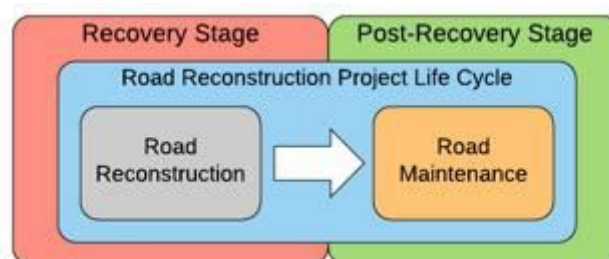 Recovery Stage
Post-Recovery Stage
Road Reconstruction Project Life Cycle
Road
Reconstruction
Road
Maintenance